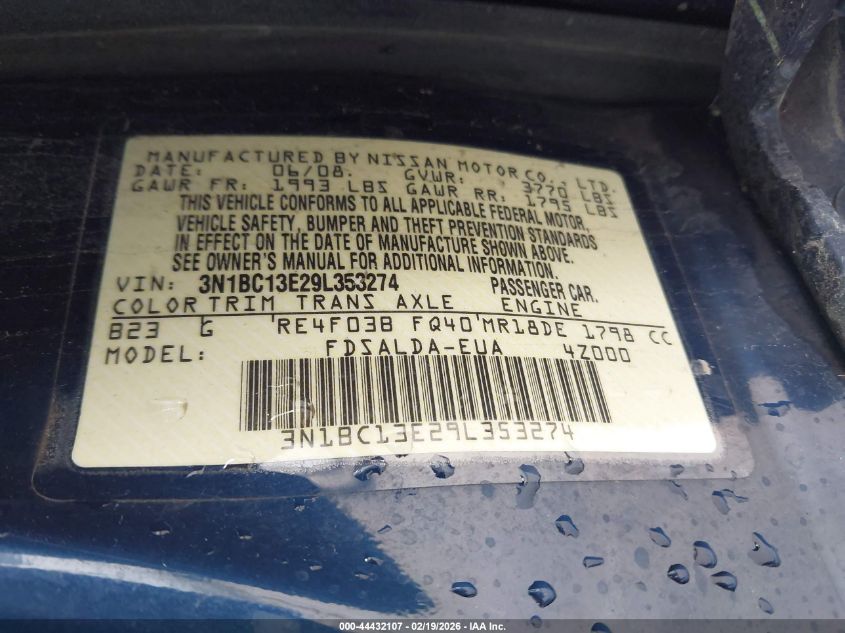 MANUFACTURED BY NISSAN MOTOR CO., LTD.
DATE: 06/08. GVWR: 3770 LBS
GAWR FR: 1993 LBS GAWR RR: 1795 LBS
THIS VEHICLE CONFORMS TO ALL APPLICABLE FEDERAL MOTOR
VEHICLE SAFETY, BUMPER AND THEFT PREVENTION STANDARDS
IN EFFECT ON THE DATE OF MANUFACTURE SHOWN ABOVE.
SEE OWNER'S MANUAL FOR ADDITIONAL INFORMATION.
VIN: 3N1BC13E29L353274 PASSENGER CAR.
COLOR TRIM TRANS AXLE ENGINE
B23 G RE4F03B FQ40 MR18DE 1798 CC
MODEL: FDSALDA-EUA 4Z000
3N1BC13E29L353274
000-44432107 - 02/19/2026 - IAA Inc.